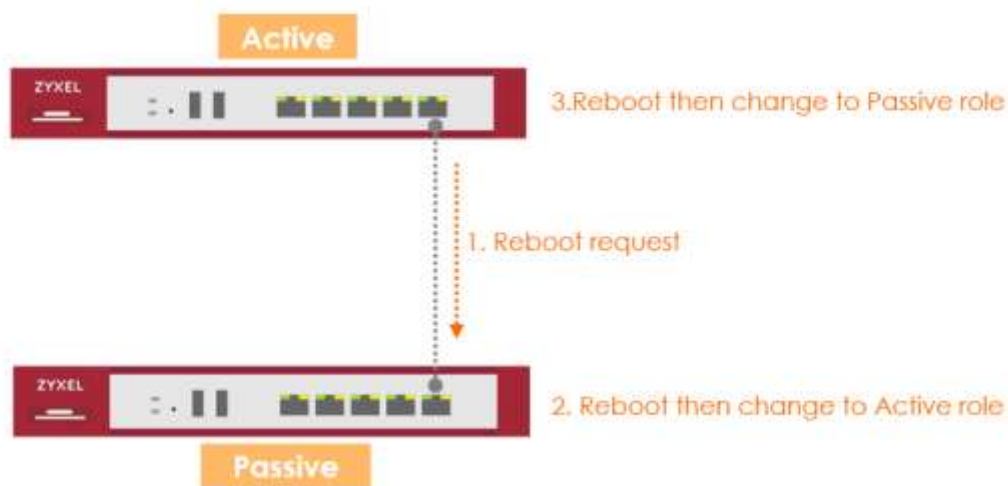 Active
ZYXEL
3.Reboot then change to Passive role
1. Reboot request
ZYXEL
2. Reboot then change to Active role
Passive